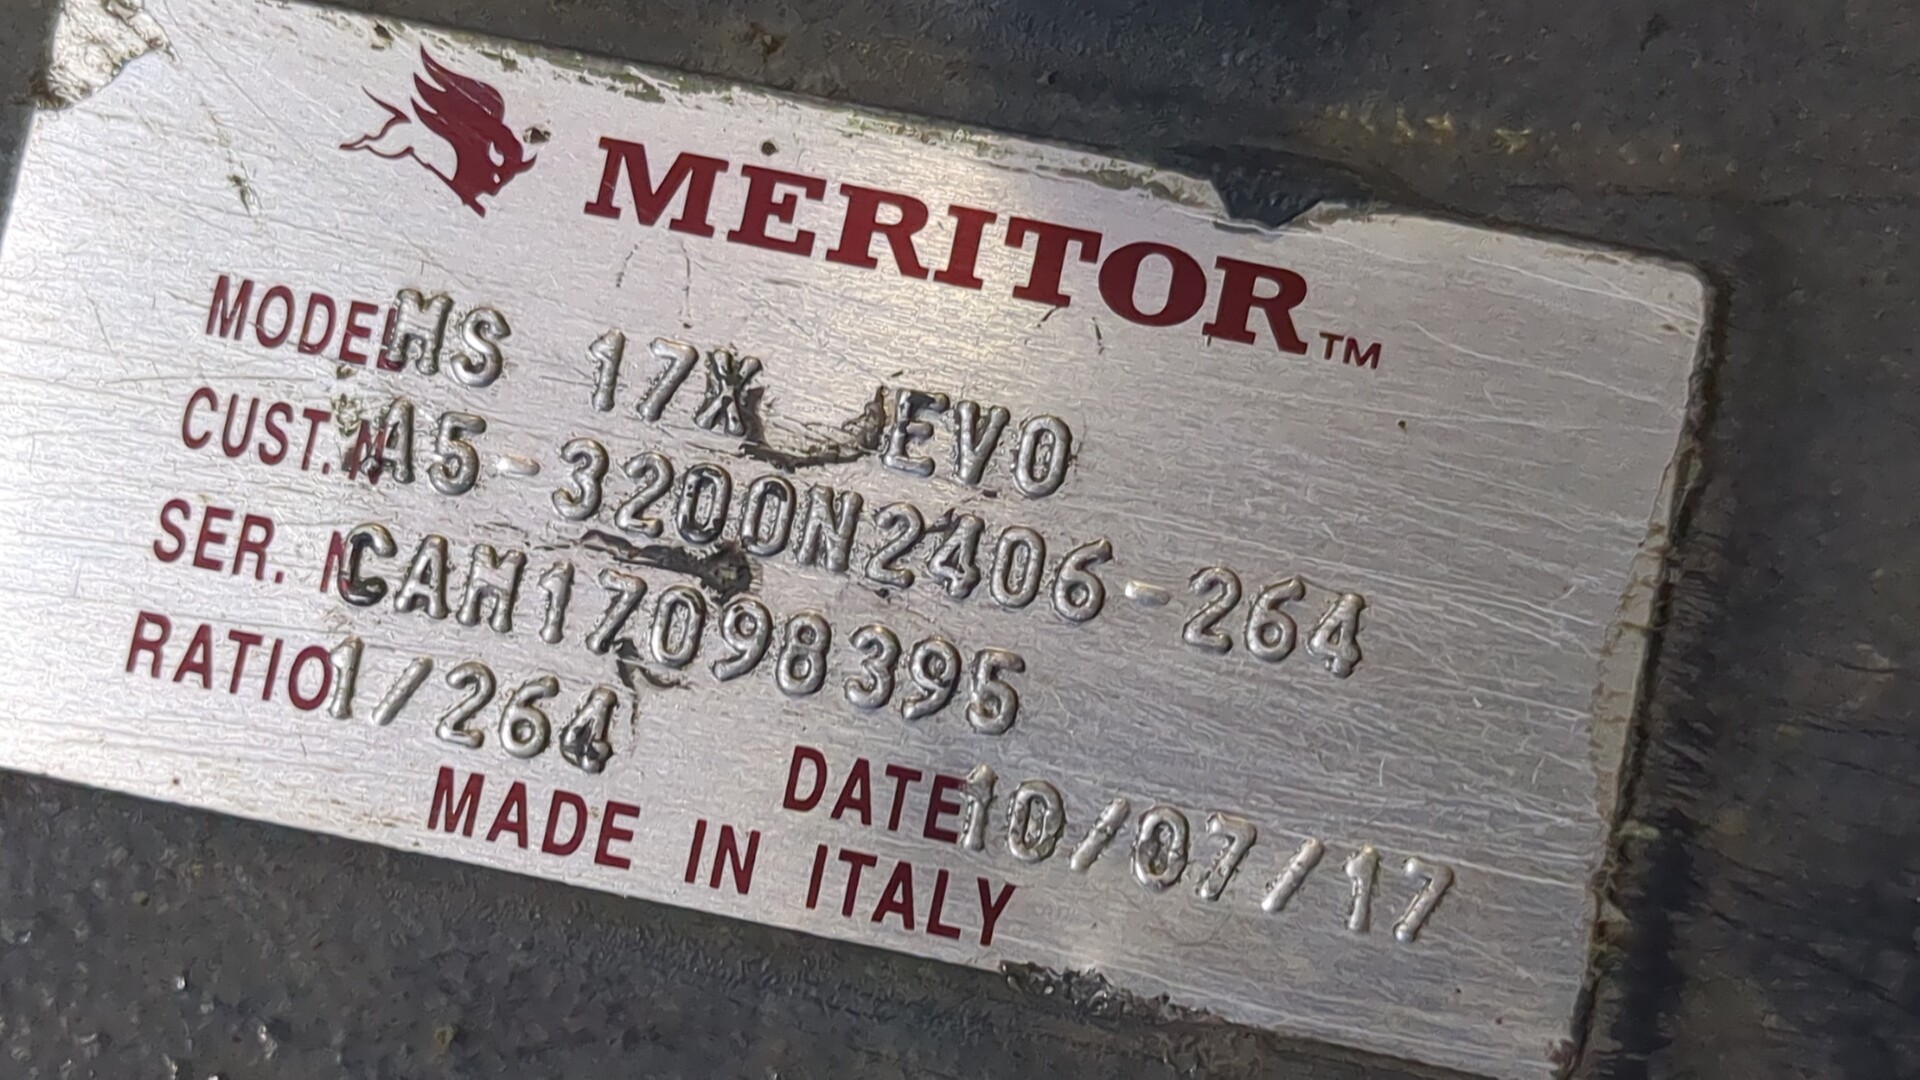 MERITOR™
MODEL MS 17X EVO
CUST. N A5-3200N2406-264
SER. N CAM17098395
RATIO 1/264
DATE 10/07/17
MADE IN ITALY